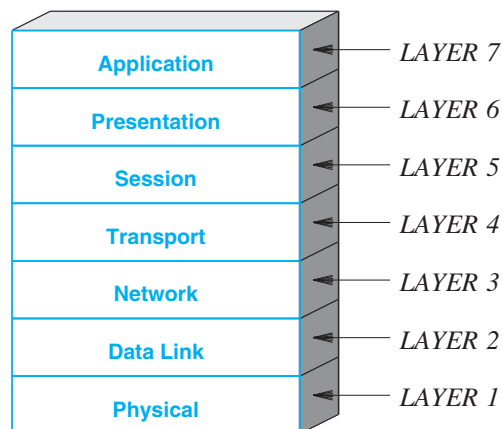 Application LAYER 7
Presentation LAYER 6
Session LAYER 5
Transport LAYER 4
Network LAYER 3
Data Link LAYER 2
Physical LAYER 1